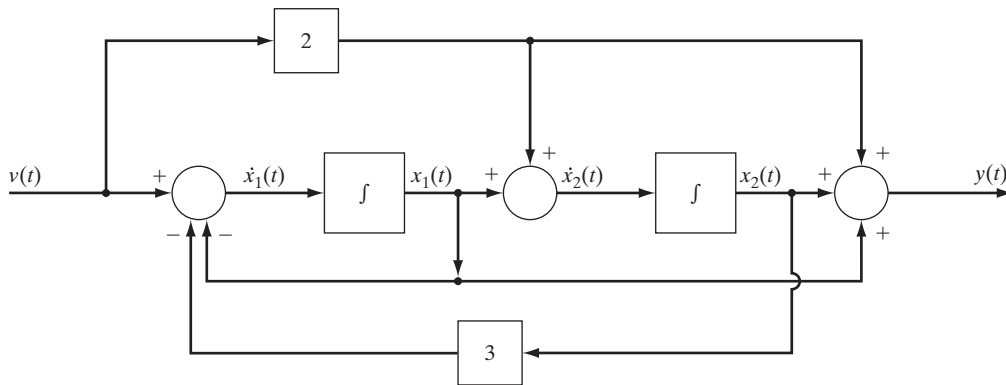 2
+ +
v(t) + ẋ₁(t) ∫ x₁(t) + ẋ₂(t) ∫ x₂(t) + y(t)
− − +
3